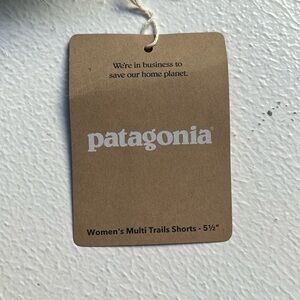 We're in business to
save our home planet.
patagonia®
Women's Multi Trails Shorts - 5½"